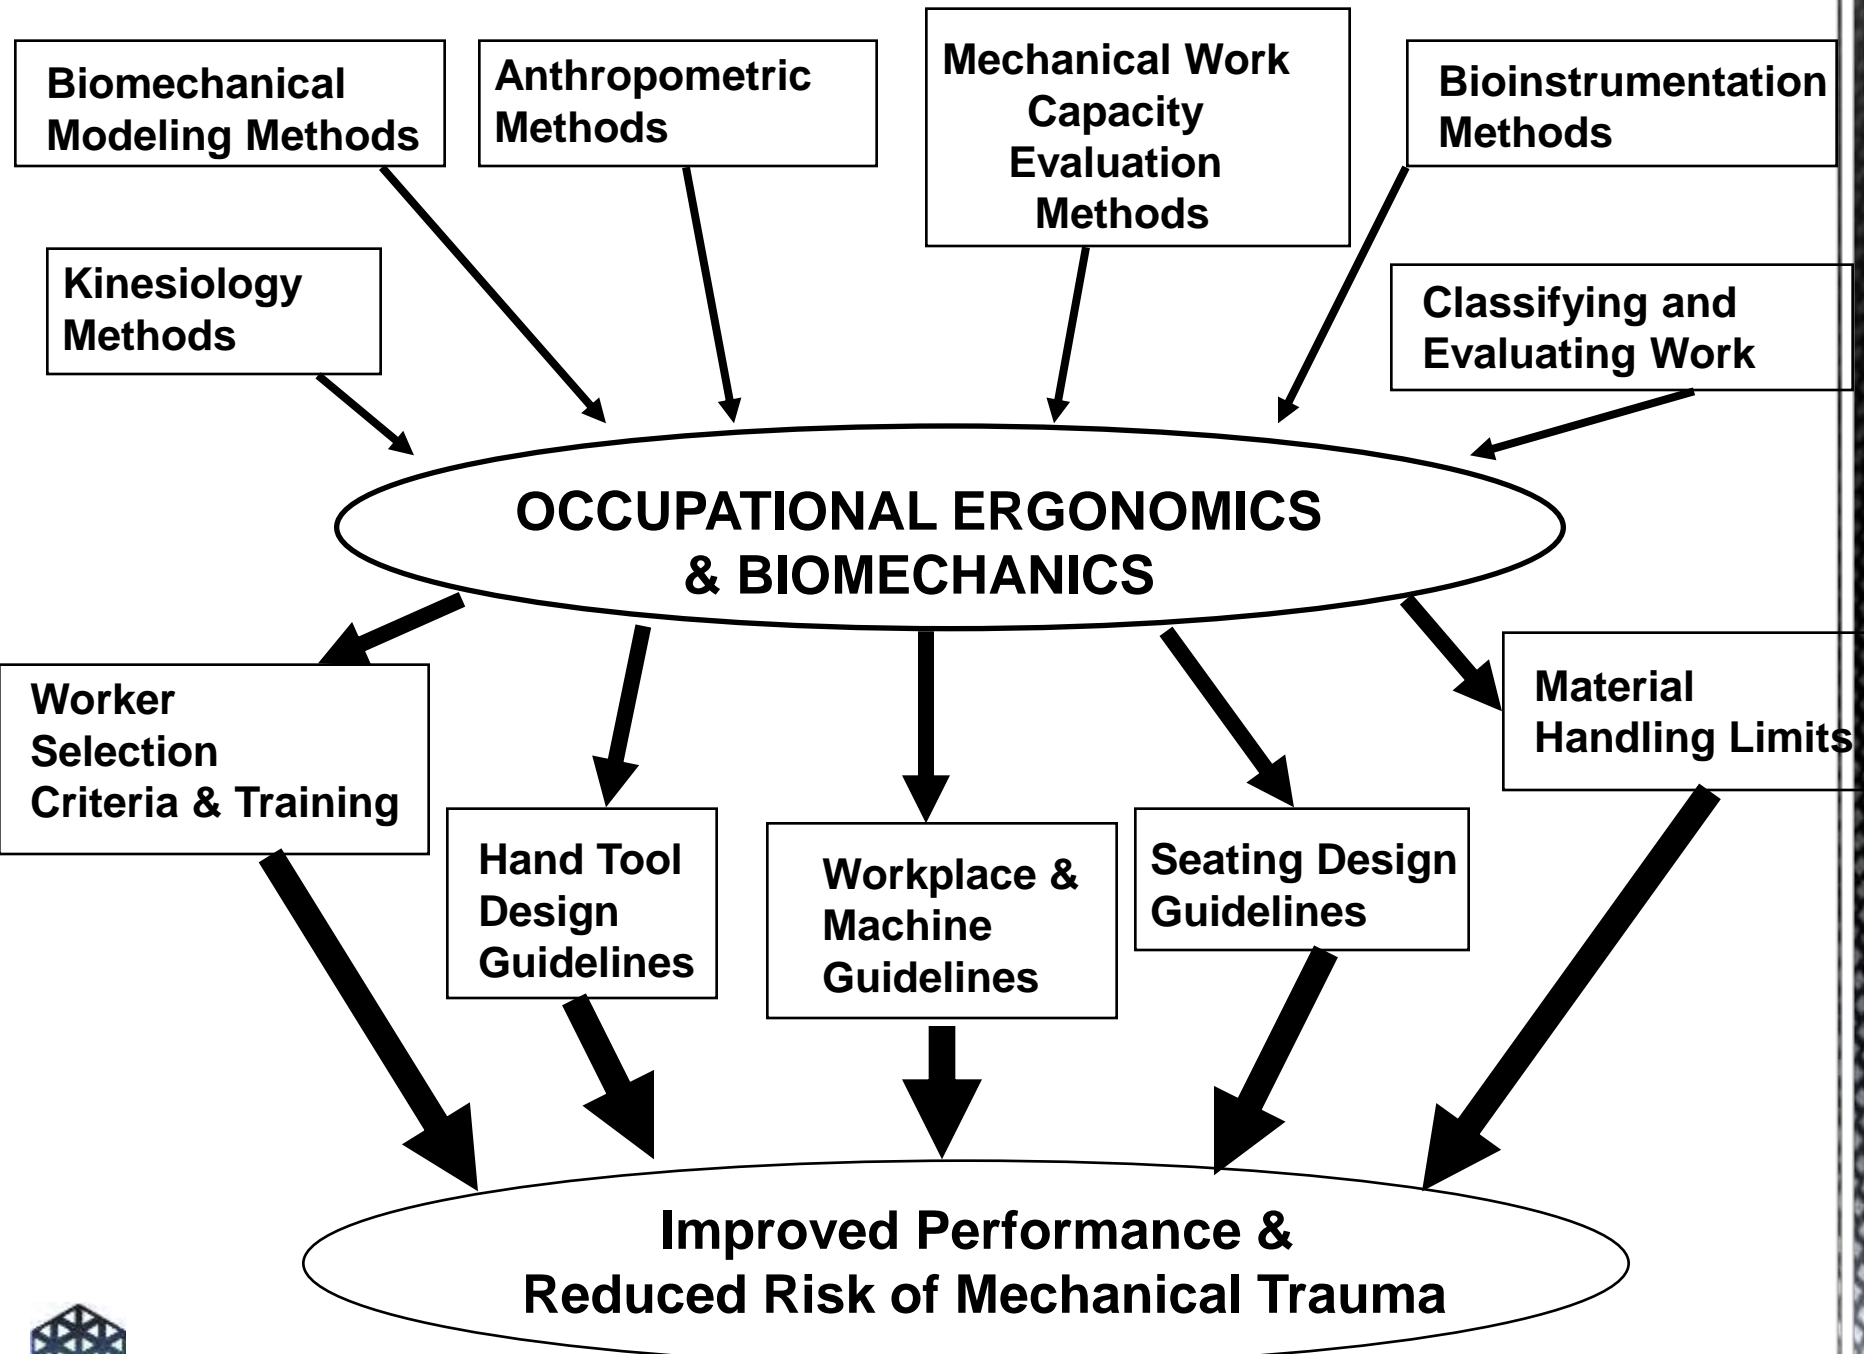 Biomechanical
Modeling Methods
Anthropometric
Methods
Mechanical Work
Capacity
Evaluation
Methods
Bioinstrumentation
Methods
Kinesiology
Methods
Classifying and
Evaluating Work
OCCUPATIONAL ERGONOMICS
& BIOMECHANICS
Worker
Selection
Criteria & Training
Hand Tool
Design
Guidelines
Workplace &
Machine
Guidelines
Seating Design
Guidelines
Material
Handling Limits
Improved Performance &
Reduced Risk of Mechanical Trauma